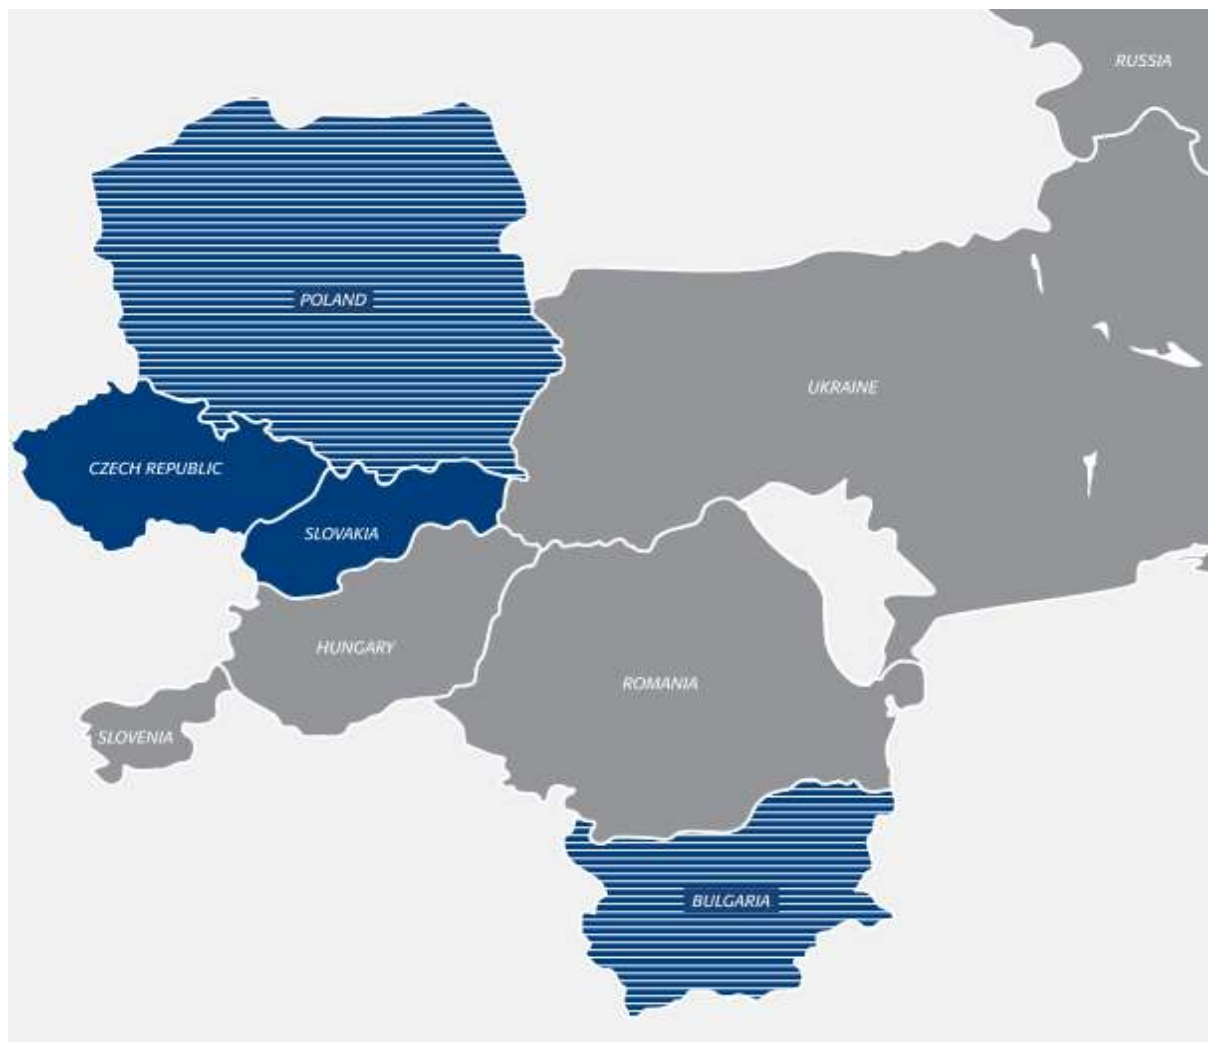 RUSSIA
POLAND
UKRAINE
CZECH REPUBLIC
SLOVAKIA
HUNGARY
ROMANIA
SLOVENIA
BULGARIA